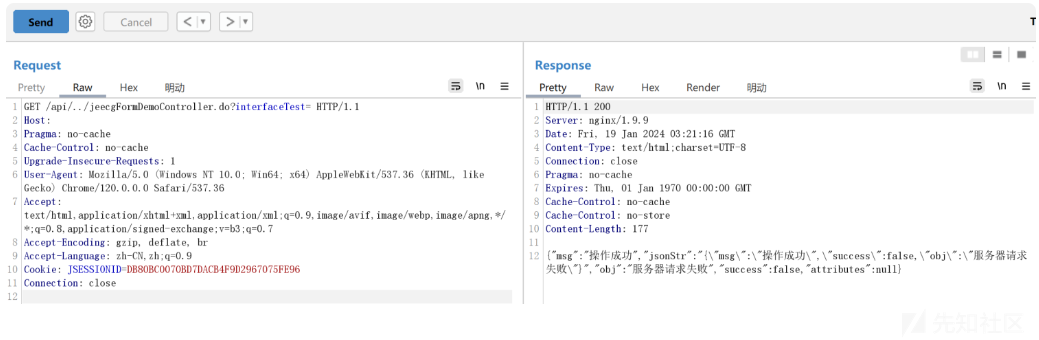 Send
Cancel
T
Request
Response
Pretty
Raw
Hex
明动
\n
Pretty
Raw
Hex
Render
明动
\n
1 GET /api/../jeecgFormDemoController.do?interfaceTest= HTTP/1.1
2 Host:
3 Pragma: no-cache
4 Cache-Control: no-cache
5 Upgrade-Insecure-Requests: 1
6 User-Agent: Mozilla/5.0 (Windows NT 10.0; Win64; x64) AppleWebKit/537.36 (KHTML, like
Gecko) Chrome/120.0.0.0 Safari/537.36
7 Accept:
text/html,application/xhtml+xml,application/xml;q=0.9,image/avif,image/webp,image/apng,*/
*;q=0.8,application/signed-exchange;v=b3;q=0.7
8 Accept-Encoding: gzip, deflate, br
9 Accept-Language: zh-CN,zh;q=0.9
10 Cookie: JSESSIONID=DB80BC0070BD7DACB4F9D2967075FE96
11 Connection: close
12
1 HTTP/1.1 200
2 Server: nginx/1.9.9
3 Date: Fri, 19 Jan 2024 03:21:16 GMT
4 Content-Type: text/html;charset=UTF-8
5 Connection: close
6 Pragma: no-cache
7 Expires: Thu, 01 Jan 1970 00:00:00 GMT
8 Cache-Control: no-cache
9 Cache-Control: no-store
10 Content-Length: 177
11
12 {"msg":"操作成功","jsonStr":"{\"msg\":\"操作成功\",\"success\":false,\"obj\":\"服务器请求
失败\"}","obj":"服务器请求失败","success":false,"attributes":null}
先知社区